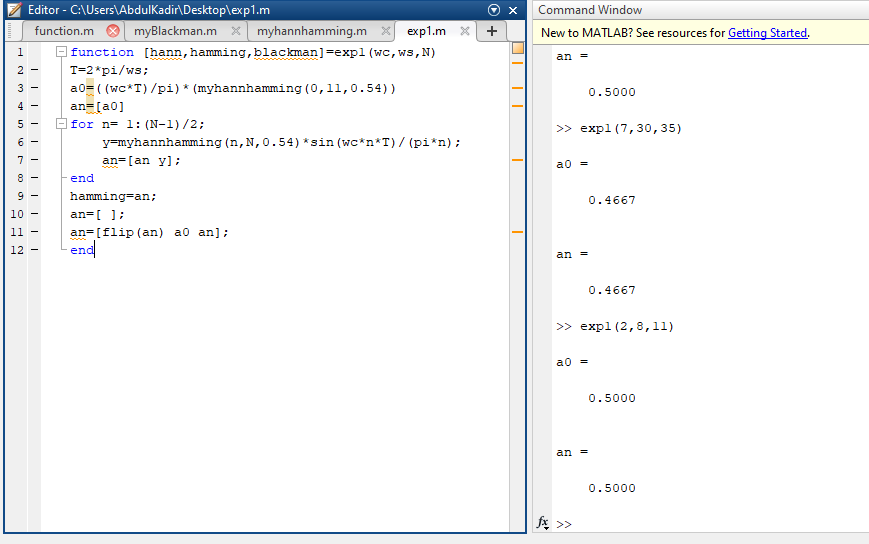 Editor - C:\Users\AbdulKadir\Desktop\exp1.m
function.m myBlackman.m myhannhamming.m exp1.m +
1 function [hann,hamming,blackman]=exp1(wc,ws,N)
2 - T=2*pi/ws;
3 - a0=((wc*T)/pi)*(myhannhamming(0,11,0.54))
4 - an=[a0]
5 - for n= 1:(N-1)/2;
6 - y=myhannhamming(n,N,0.54)*sin(wc*n*T)/(pi*n);
7 - an=[an y];
8 - end
9 - hamming=an;
10 - an=[ ];
11 - an=[flip(an) a0 an];
12 - end
Command Window
New to MATLAB? See resources for Getting Started.
an =
0.5000
>> exp1(7,30,35)
a0 =
0.4667
an =
0.4667
>> exp1(2,8,11)
a0 =
0.5000
an =
0.5000
fx >>